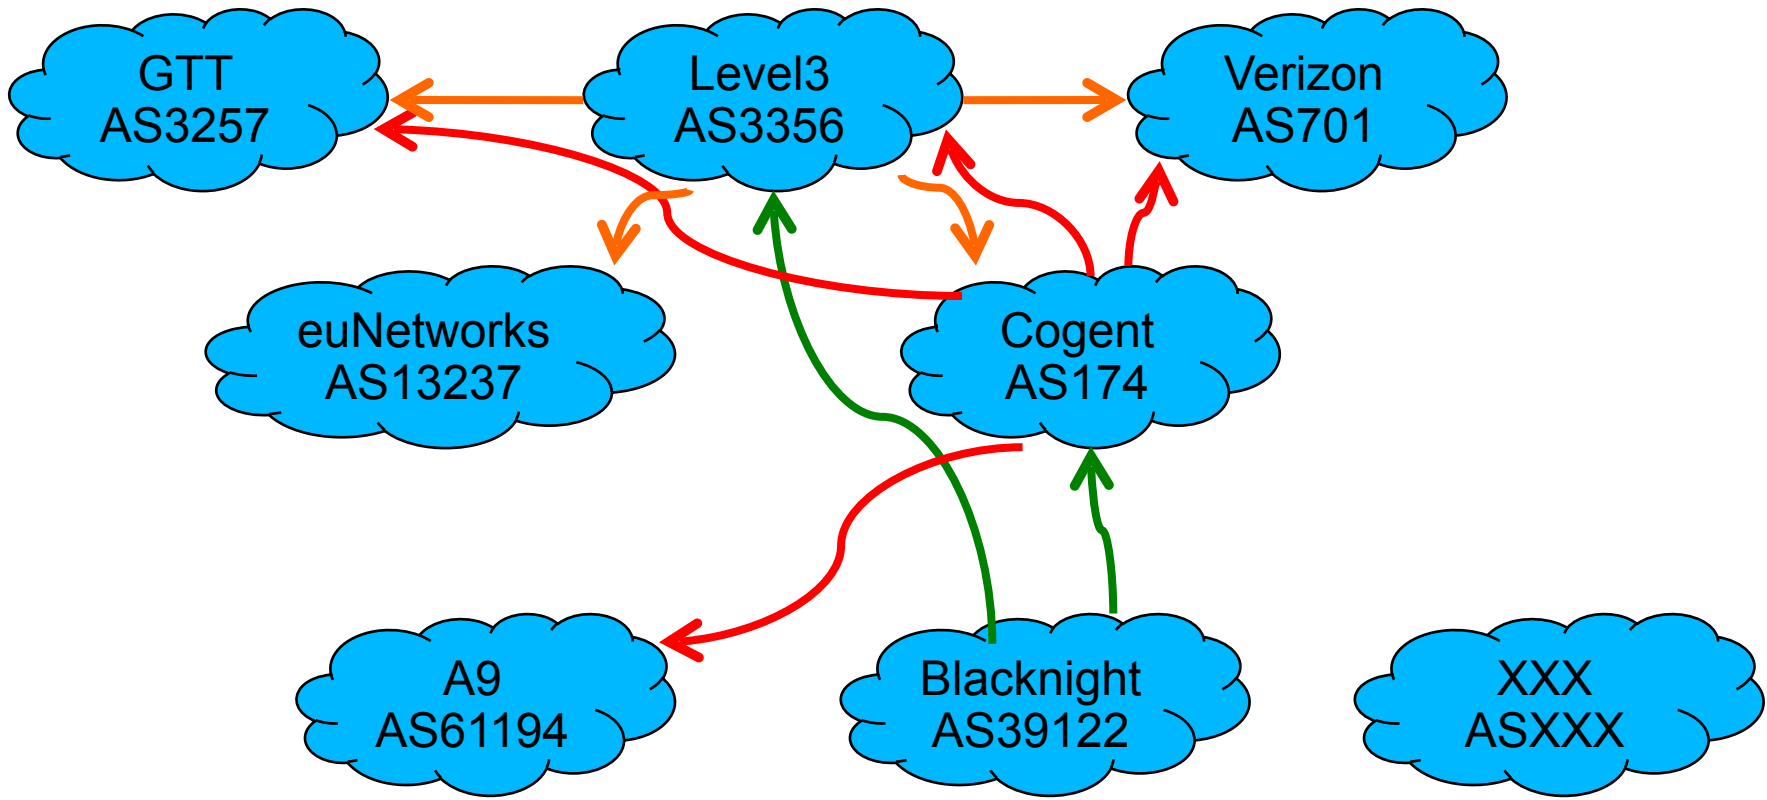 GTT
AS3257
Level3
AS3356
Verizon
AS701
euNetworks
AS13237
Cogent
AS174
A9
AS61194
Blacknight
AS39122
XXX
ASXXX